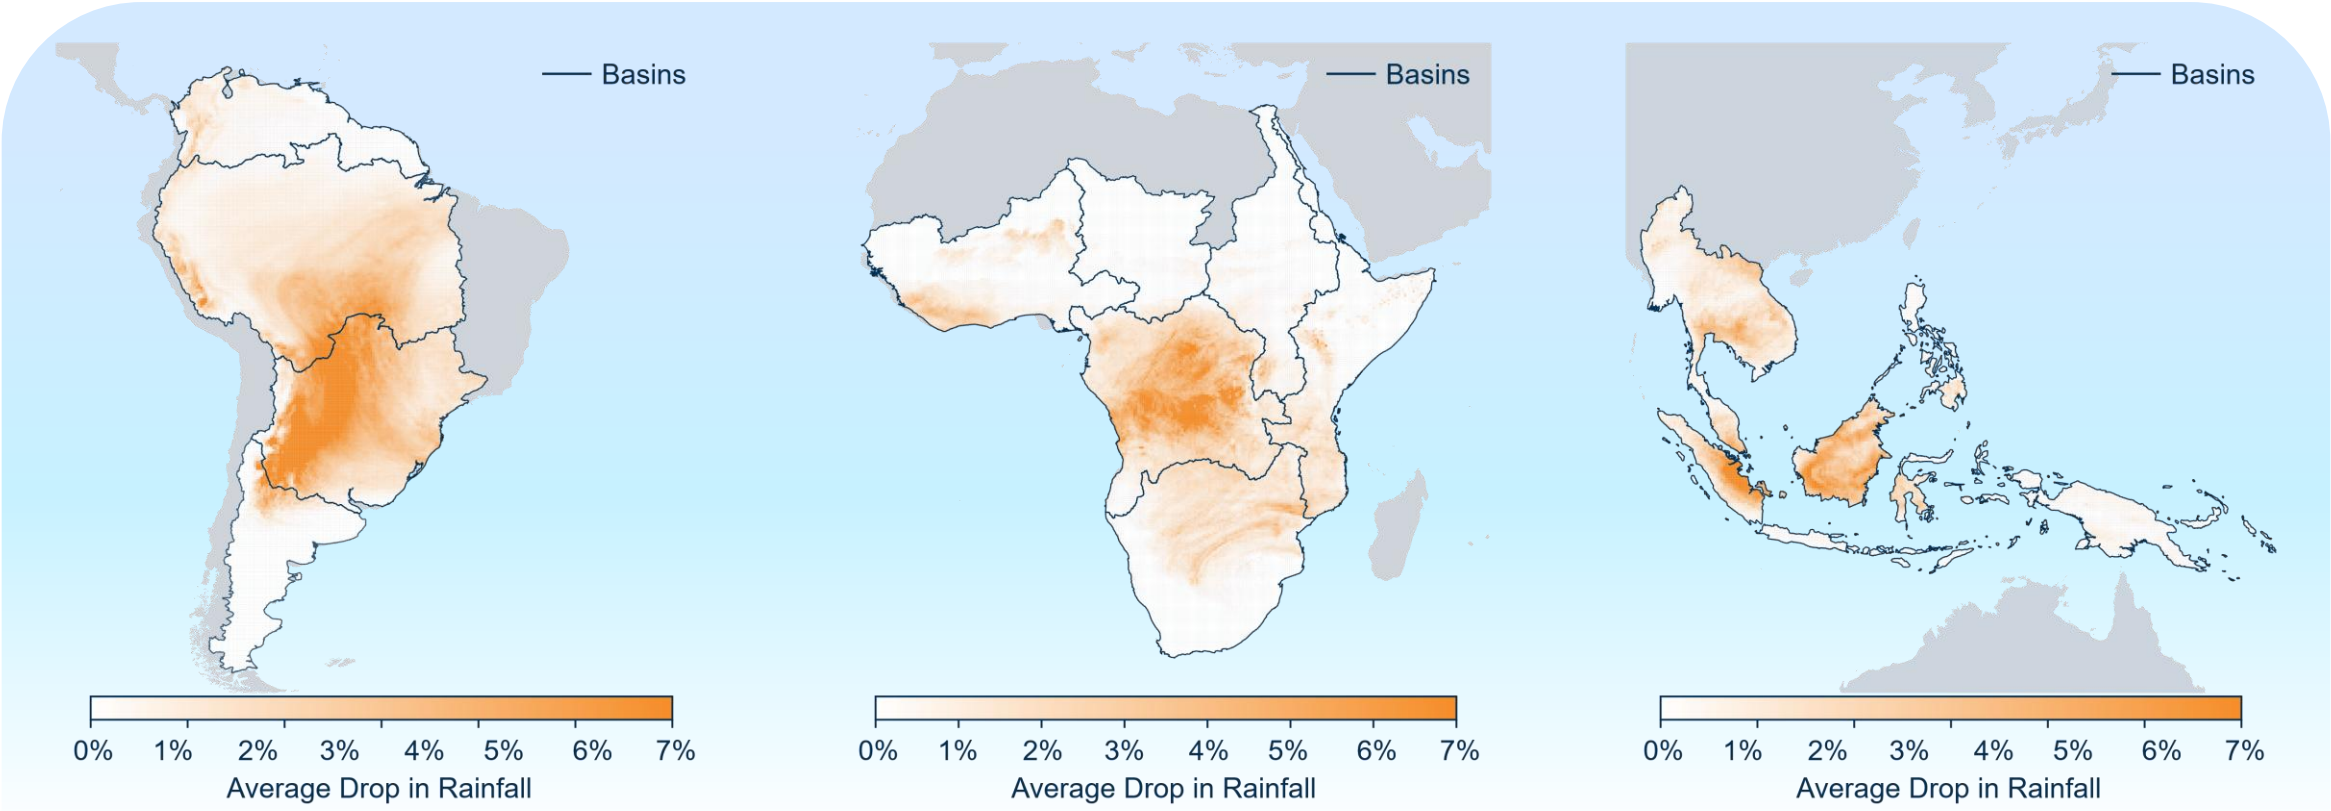 Basins
0% 1% 2% 3% 4% 5% 6% 7%
Average Drop in Rainfall
Basins
0% 1% 2% 3% 4% 5% 6% 7%
Average Drop in Rainfall
Basins
0% 1% 2% 3% 4% 5% 6% 7%
Average Drop in Rainfall